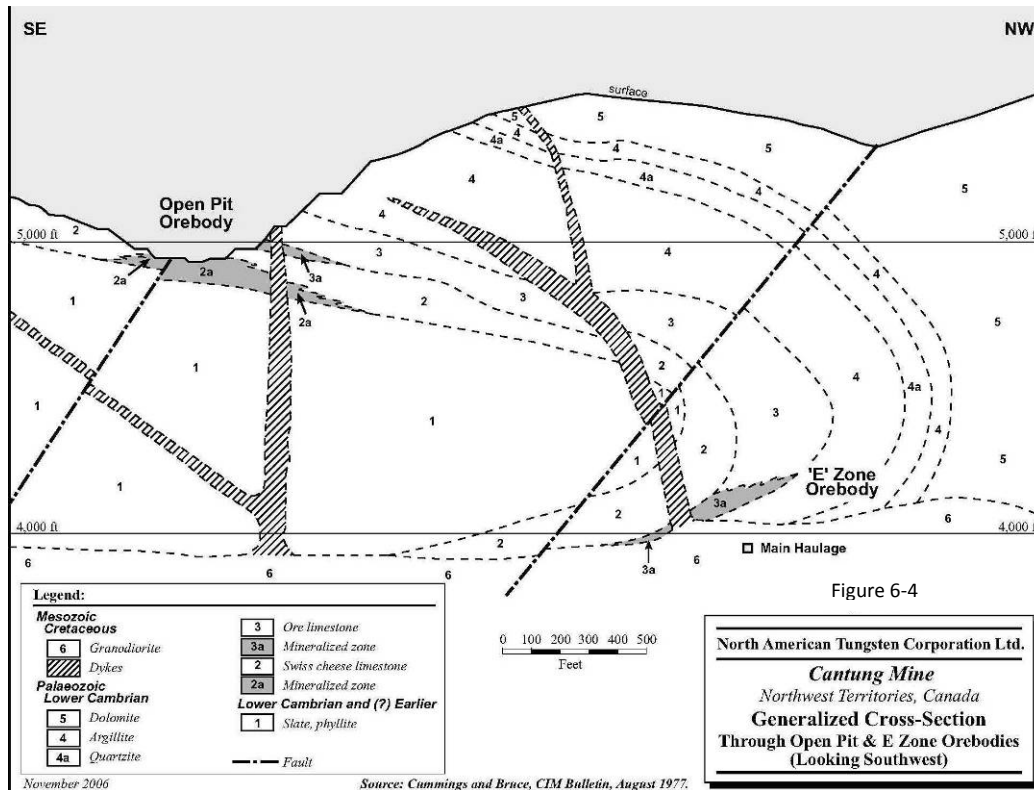 SE
NW
surface
5
5
4
4a
4
4
5
4a
4
4
5
Open Pit
Orebody
2
5,000 ft
5,000 ft
4
3
4
4
2a
2a
3a
2a
1
2
3
3
4
4a
5
1
2
1
1
3
4
1
1
1
2
1
'E' Zone
Orebody
5
3a
2
4,000 ft
4,000 ft
6
2
3a
6
Main Haulage
6
6
6
Figure 6-4
Legend:
Mesozoic
Cretaceous
6 Granodiorite
Dykes
Palaeozoic
Lower Cambrian
5 Dolomite
4 Argillite
4a Quartzite
3 Ore limestone
3a Mineralized zone
2 Swiss cheese limestone
2a Mineralized zone
Lower Cambrian and (?) Earlier
1 Slate, phyllite
Fault
0 100 200 300 400 500
Feet
North American Tungsten Corporation Ltd.
Cantung Mine
Northwest Territories, Canada
Generalized Cross-Section
Through Open Pit & E Zone Orebodies
(Looking Southwest)
November 2006
Source: Cummings and Bruce, CIM Bulletin, August 1977.